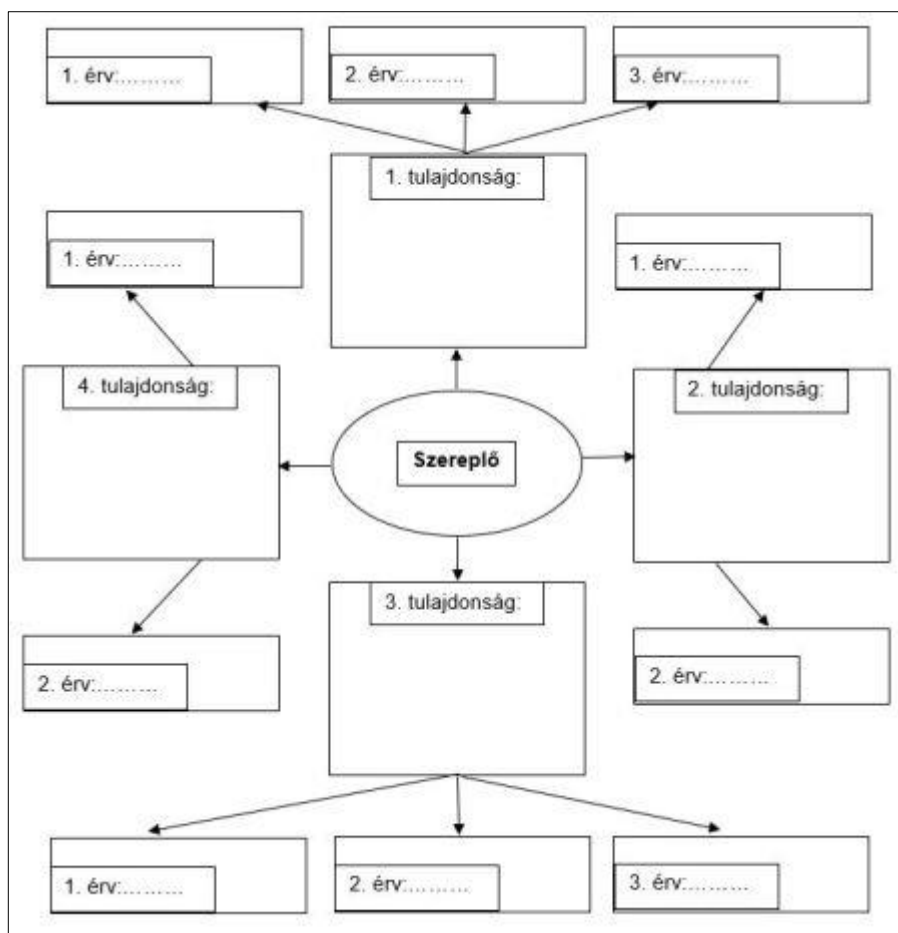 1. érv:………
2. érv:………
3. érv:………
1. tulajdonság:
1. érv:………
1. érv:………
4. tulajdonság:
2. tulajdonság:
Szereplő
3. tulajdonság:
2. érv:………
2. érv:………
1. érv:………
2. érv:………
3. érv:………